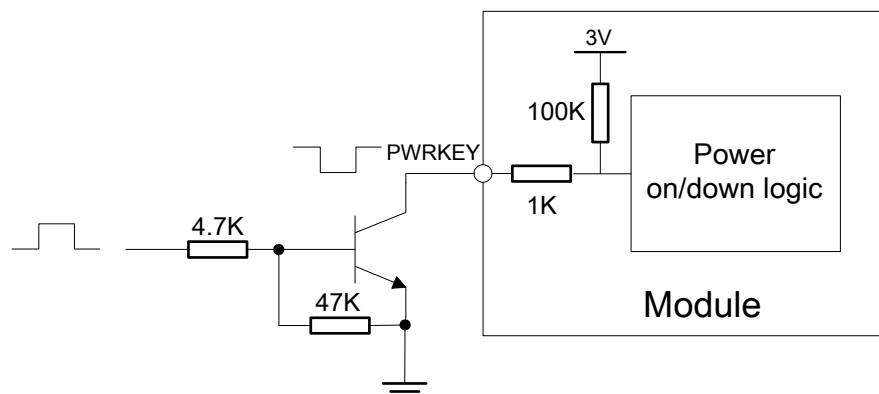 3V
100K
PWRKEY
Power
on/down logic
1K
4.7K
47K
Module